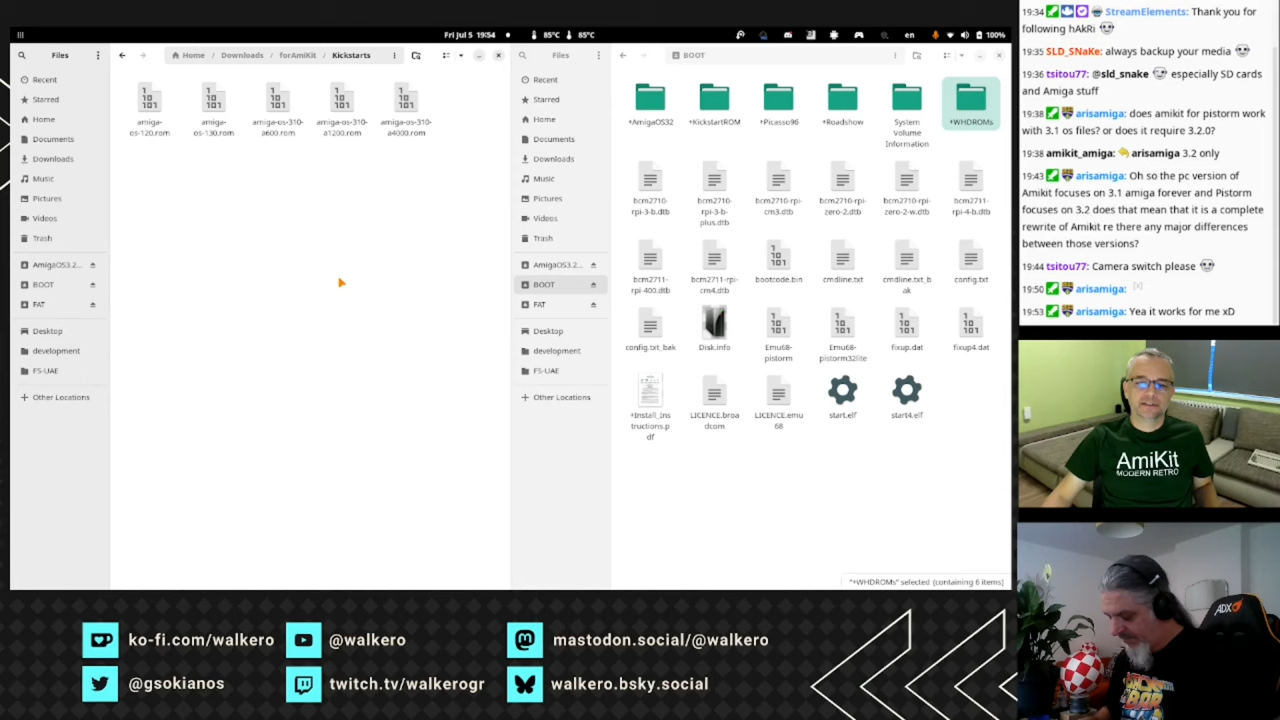 Fri Jul 5 19:54
85°C
85°C
en
100%
Files
Home / Downloads / forAmiKit / Kickstarts
Recent
Starred
Home
Documents
Downloads
Music
Pictures
Videos
Trash
AmigaOS3.2...
BOOT
FAT
Desktop
development
FS-UAE
+ Other Locations
amiga-
os-120.rom
amiga-
os-130.rom
amiga-os-310-
a600.rom
amiga-os-310-
a1200.rom
amiga-os-310-
a4000.rom
Files
BOOT
Recent
Starred
Home
Documents
Downloads
Music
Pictures
Videos
Trash
AmigaOS3.2...
BOOT
FAT
Desktop
development
FS-UAE
+ Other Locations
+AmigaOS32
+KickstartROM
+Picasso96
+Roadshow
System
Volume
Information
+WHDROMs
bcm2710-
rpi-3-b.dtb
bcm2710-
rpi-3-b-
plus.dtb
bcm2710-rpi-
cm3.dtb
bcm2710-rpi-
zero-2.dtb
bcm2710-rpi-
zero-2-w.dtb
bcm2711-
rpi-4-b.dtb
bcm2711-
rpi-400.dtb
bcm2711-rpi-
cm4.dtb
bootcode.bin
cmdline.txt
cmdline.txt_b
ak
config.txt
config.txt_bak
Disk.info
Emu68-
pistorm
Emu68-
pistorm32lite
fixup.dat
fixup4.dat
+Install_Ins
tructions.p
df
LICENCE.broa
dcom
LICENCE.emu
68
start.elf
start4.elf
"+WHDROMs" selected (containing 6 items)
19:34 StreamElements: Thank you for
following hAkRi
19:35 SLD_SNaKe: always backup your media
19:36 tsitou77: @sld_snake especially SD cards
and Amiga stuff
19:38 arisamiga: does amikit for pistorm work
with 3.1 os files? or does it require 3.2.0?
19:38 amikit_amiga: arisamiga 3.2 only
19:43 arisamiga: Oh so the pc version of
Amikit focuses on 3.1 amiga forever and Pistorm
focuses on 3.2 does that mean that it is a complete
rewrite of Amikit re there any major differences
between those versions?
19:44 tsitou77: Camera switch please
19:50 arisamiga:
19:53 arisamiga: Yea it works for me xD
AmiKit
MODERN RETRO
ADX
ko-fi.com/walkero
@walkero
mastodon.social/@walkero
@gsokianos
twitch.tv/walkerogr
walkero.bsky.social